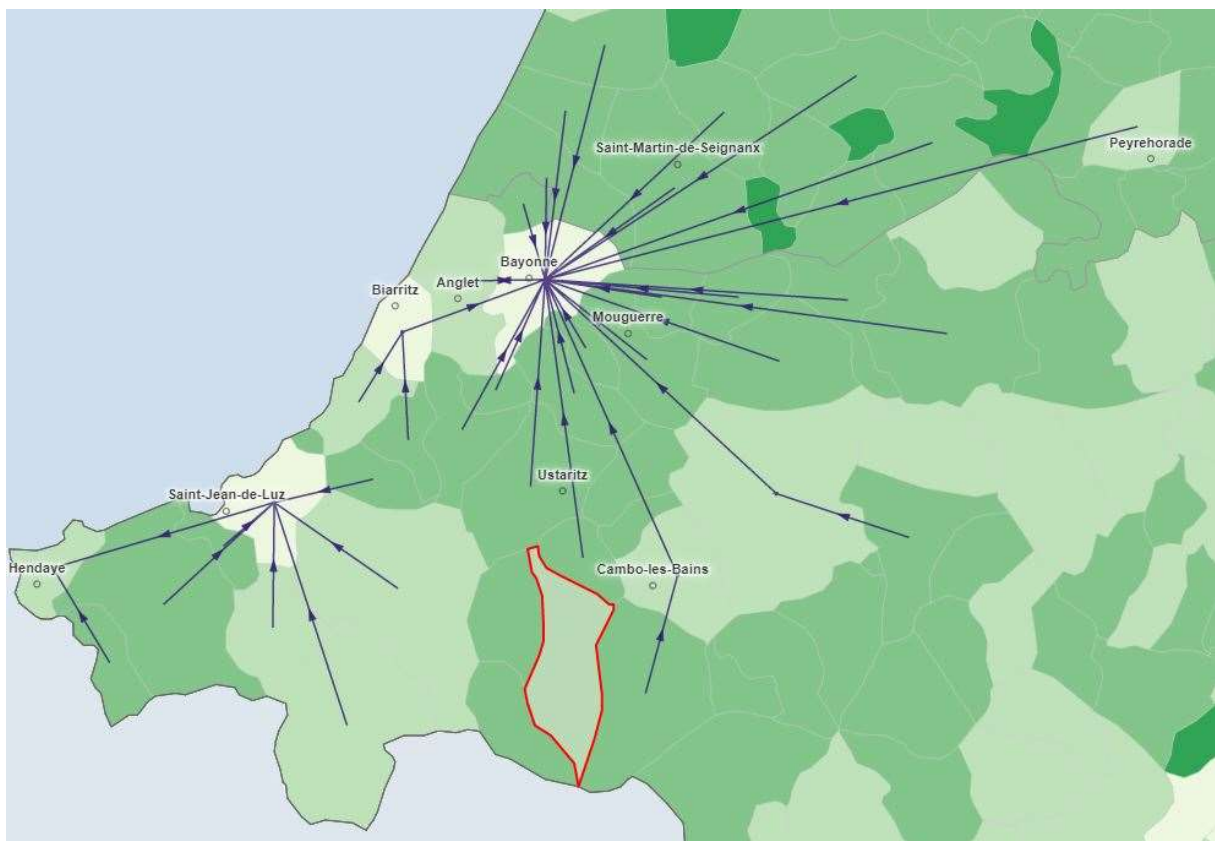 Saint-Martin-de-Seignanx
Peyrehorade
Bayonne
Anglet
Biarritz
Mouguerre
Ustaritz
Saint-Jean-de-Luz
Hendaye
Cambo-les-Bains